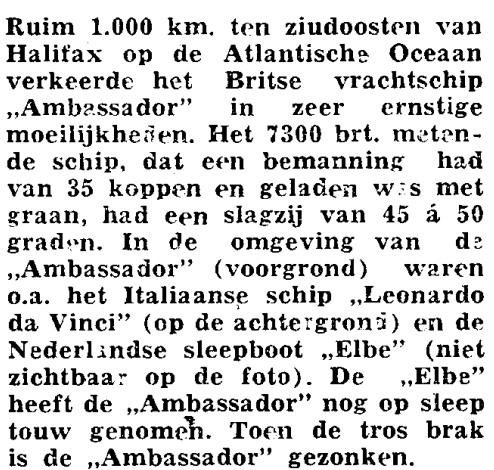 Ruim 1.000 km. ten ziudoosten van
Halifax op de Atlantische Oceaan
verkeerde het Britse vrachtschip
„Ambassador” in zeer ernstige
moeilijkheden. Het 7300 brt. meten-
de schip, dat een bemanning had
van 35 koppen en geladen was met
graan, had een slagzij van 45 á 50
graden. In de omgeving van de
„Ambassador” (voorgrond) waren
o.a. het Italiaanse schip „Leonardo
da Vinci” (op de achtergrond) en de
Nederlandse sleepboot „Elbe” (niet
zichtbaar op de foto). De „Elbe”
heeft de „Ambassador” nog op sleep
touw genomen. Toen de tros brak
is de „Ambassador” gezonken.